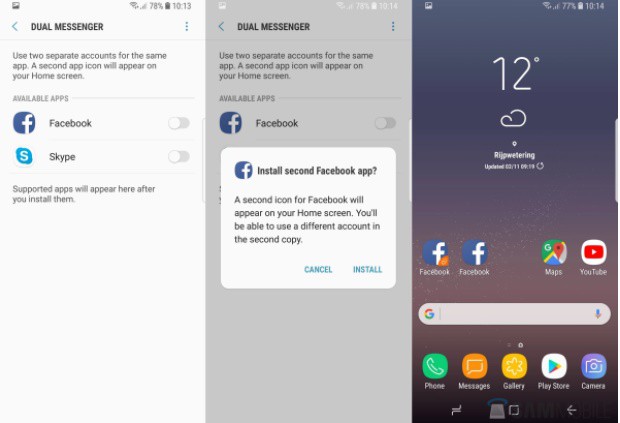 78% 10:13
DUAL MESSENGER
Use two separate accounts for the same
app. A second app icon will appear on
your Home screen.
AVAILABLE APPS
Facebook
Skype
Supported apps will appear here after
you install them.
78% 10:14
DUAL MESSENGER
Use two separate accounts for the same
app. A second app icon will appear on
your Home screen.
AVAILABLE APPS
Facebook
Install second Facebook app?
A second icon for Facebook will
appear on your Home screen. You'll
be able to use a different account in
the second copy.
CANCEL INSTALL
77% 10:14
12°
Rijpwetering
Updated 02/11 09:19
Facebook Facebook Maps YouTube
Phone Messages Gallery Play Store Camera
SAMMOBILE